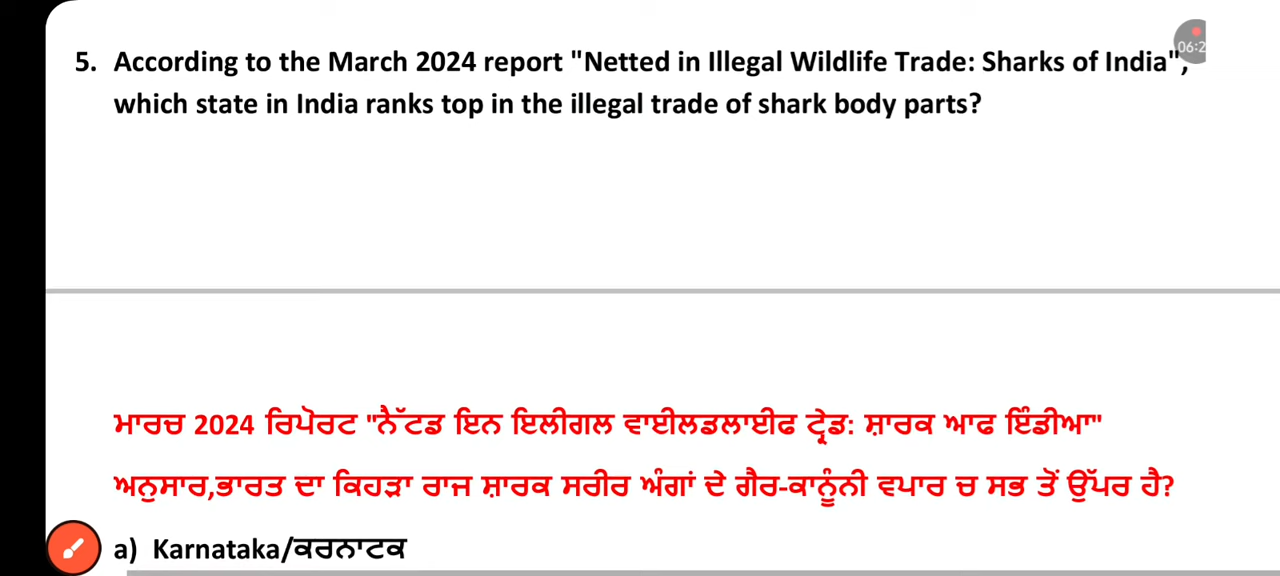 06:2
5. According to the March 2024 report "Netted in Illegal Wildlife Trade: Sharks of India",
which state in India ranks top in the illegal trade of shark body parts?
ਮਾਰਚ 2024 ਰਿਪੋਰਟ "ਨੈੱਟਡ ਇਨ ਇਲੀਗਲ ਵਾਈਲਡਲਾਈਫ ਟ੍ਰੇਡ: ਸ਼ਾਰਕ ਆਫ ਇੰਡੀਆ"
ਅਨੁਸਾਰ,ਭਾਰਤ ਦਾ ਕਿਹੜਾ ਰਾਜ ਸ਼ਾਰਕ ਸਰੀਰ ਅੰਗਾਂ ਦੇ ਗੈਰ-ਕਾਨੂੰਨੀ ਵਪਾਰ ਚ ਸਭ ਤੋਂ ਉੱਪਰ ਹੈ?
a) Karnataka/ਕਰਨਾਟਕ